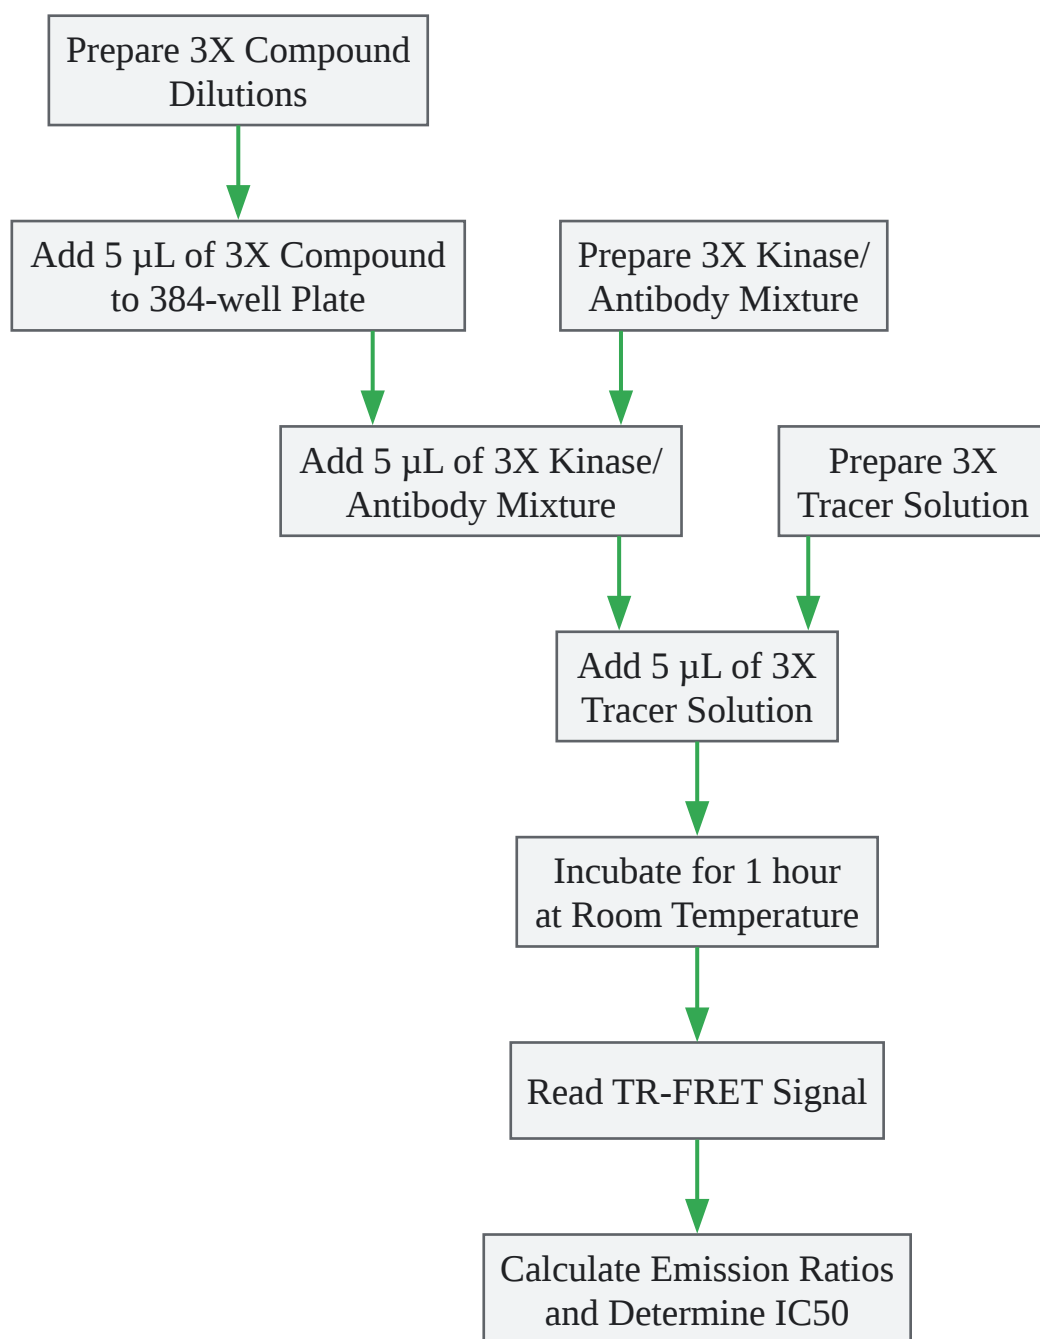 Prepare 3X Compound
Dilutions
Add 5 µL of 3X Compound
to 384-well Plate
Prepare 3X Kinase/
Antibody Mixture
Add 5 µL of 3X Kinase/
Antibody Mixture
Prepare 3X
Tracer Solution
Add 5 µL of 3X
Tracer Solution
Incubate for 1 hour
at Room Temperature
Read TR-FRET Signal
Calculate Emission Ratios
and Determine IC50